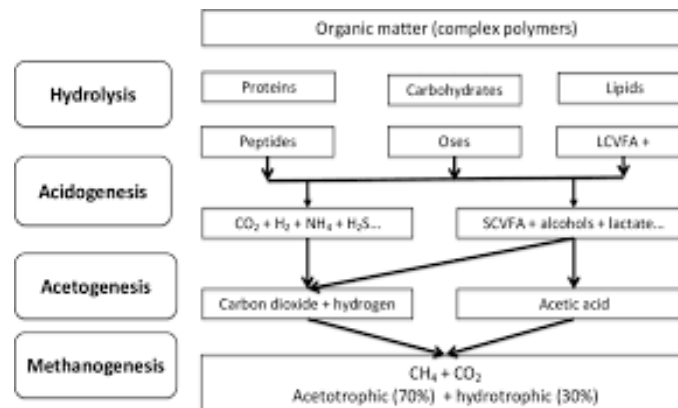 Organic matter (complex polymers)
Hydrolysis
Proteins
Carbohydrates
Lipids
Peptides
Oses
LCVFA +
Acidogenesis
CO₂ + H₂ + NH₄ + H₂S...
SCVFA + alcohols + lactate...
Acetogenesis
Carbon dioxide + hydrogen
Acetic acid
Methanogenesis
CH₄ + CO₂
Acetotrophic (70%) + hydrotrophic (30%)